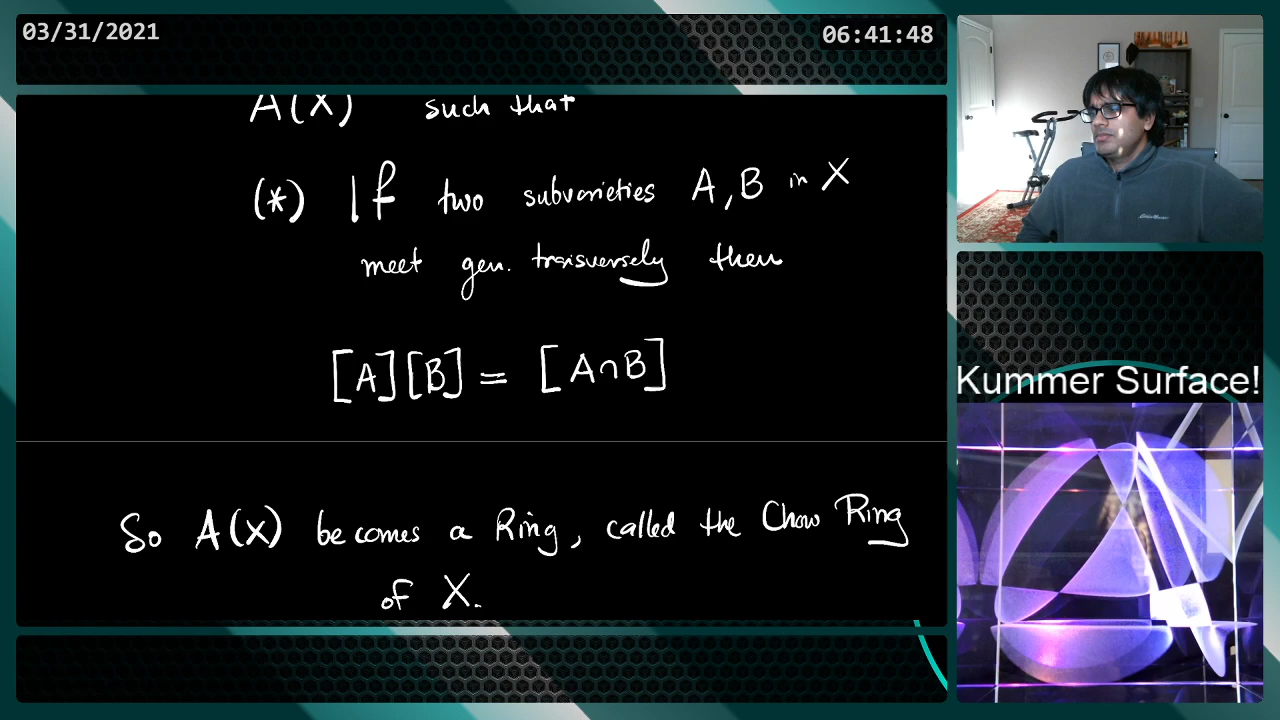 03/31/2021
06:41:48
A(X) such that
(*) If two subvarieties A, B in X
meet gen. transversely then
[A][B] = [A∩B]
So A(X) becomes a Ring, called the Chow Ring
of X.
Kummer Surface!